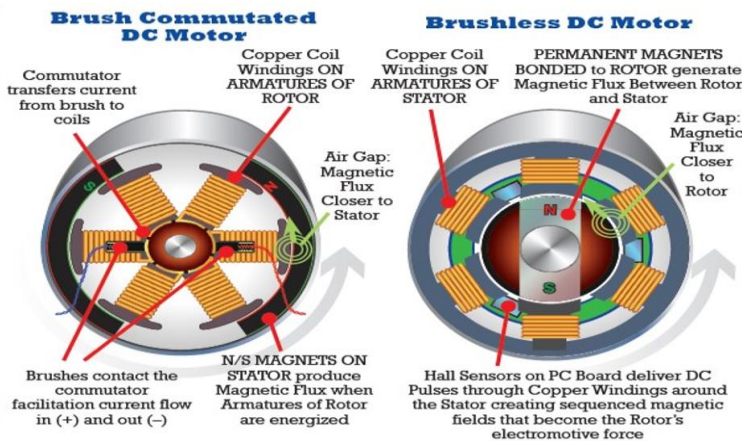 Brush Commutated
DC Motor
Commutator
transfers current
from brush to
coils
Copper Coil
Windings ON
ARMATURES OF
ROTOR
Air Gap:
Magnetic
Flux
Closer to
Stator
S
N
Brushes contact the
commutator
facilitation current flow
in (+) and out (–)
N/S MAGNETS ON
STATOR produce
Magnetic Flux when
Armatures of Rotor
are energized
Brushless DC Motor
Copper Coil
Windings ON
ARMATURES OF
STATOR
PERMANENT MAGNETS
BONDED to ROTOR generate
Magnetic Flux Between Rotor
and Stator
Air Gap:
Magnetic
Flux
Closer
to
Rotor
N
S
Hall Sensors on PC Board deliver DC
Pulses through Copper Windings around
the Stator creating sequenced magnetic
fields that become the Rotor's
electromotive force